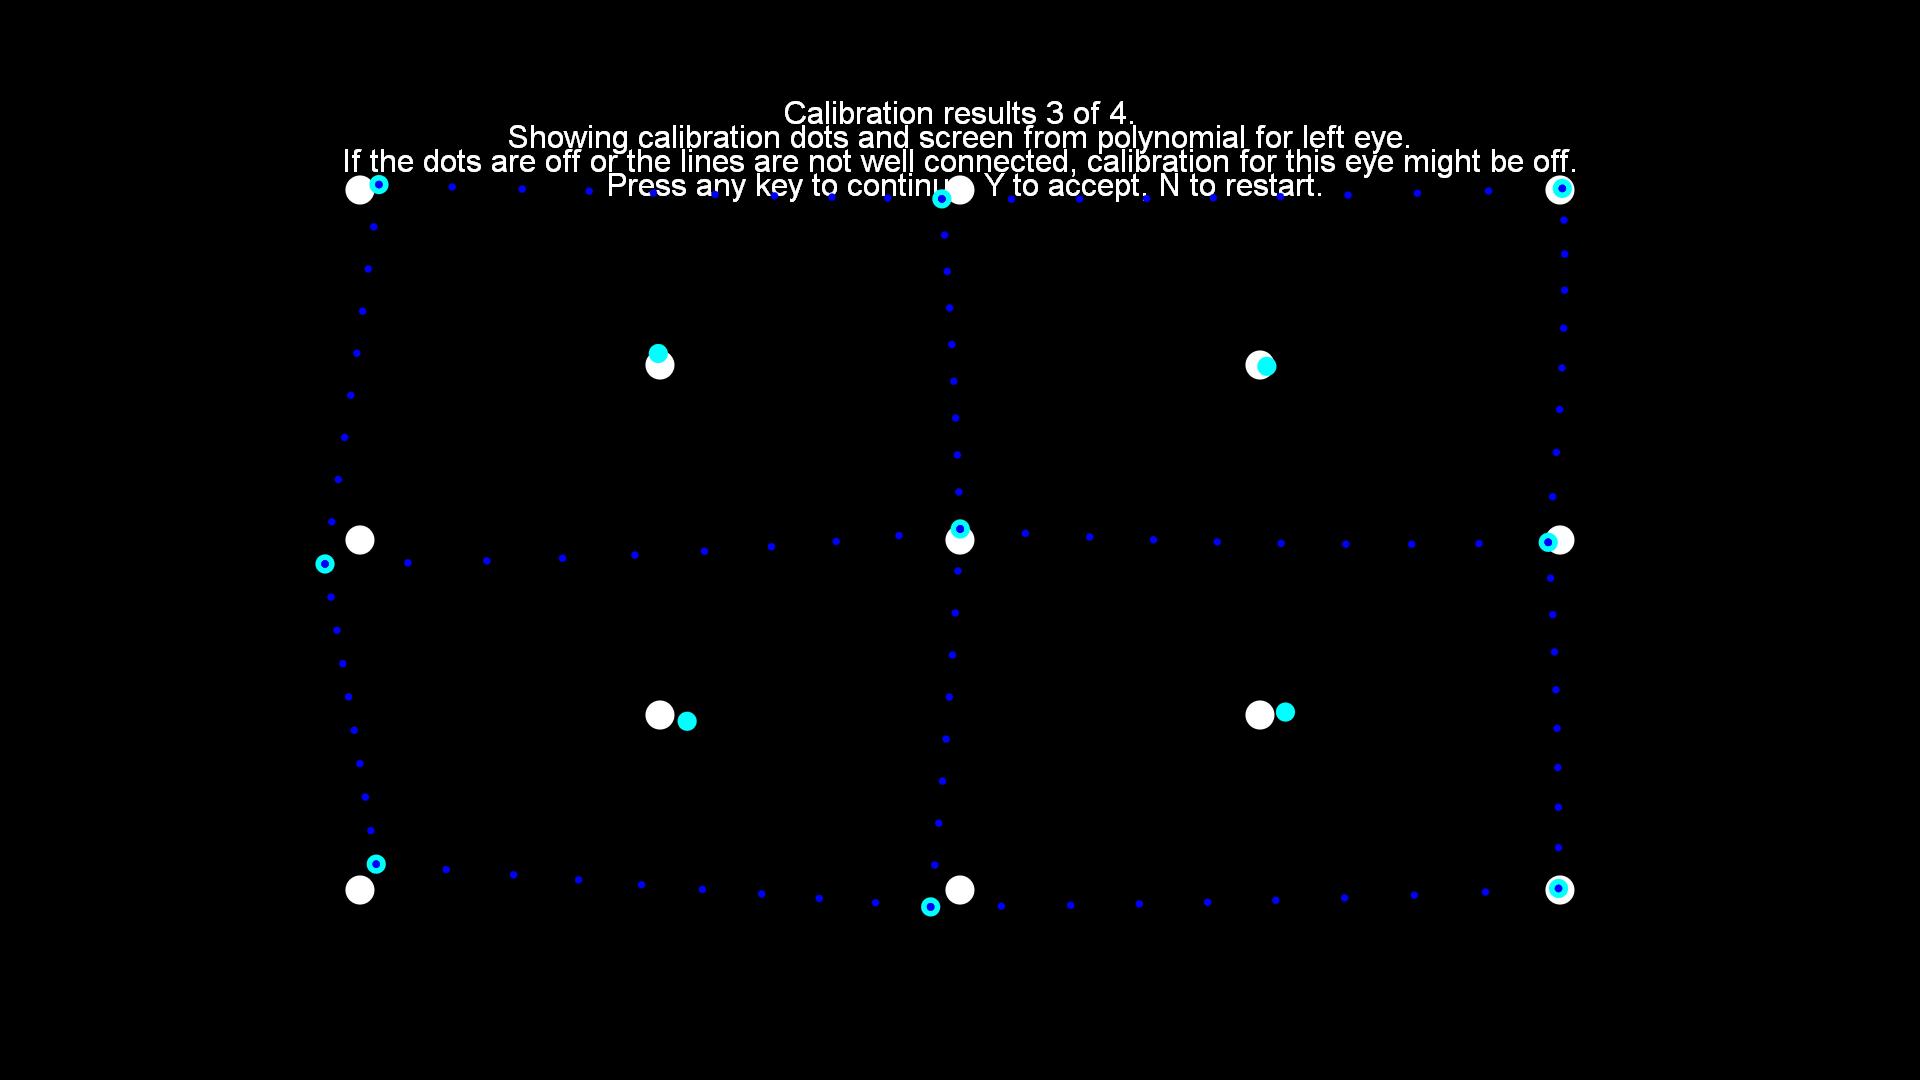 Calibration results 3 of 4.
Showing calibration dots and screen from polynomial for left eye.
If the dots are off or the lines are not well connected, calibration for this eye might be off.
Press any key to continue. Y to accept. N to restart.